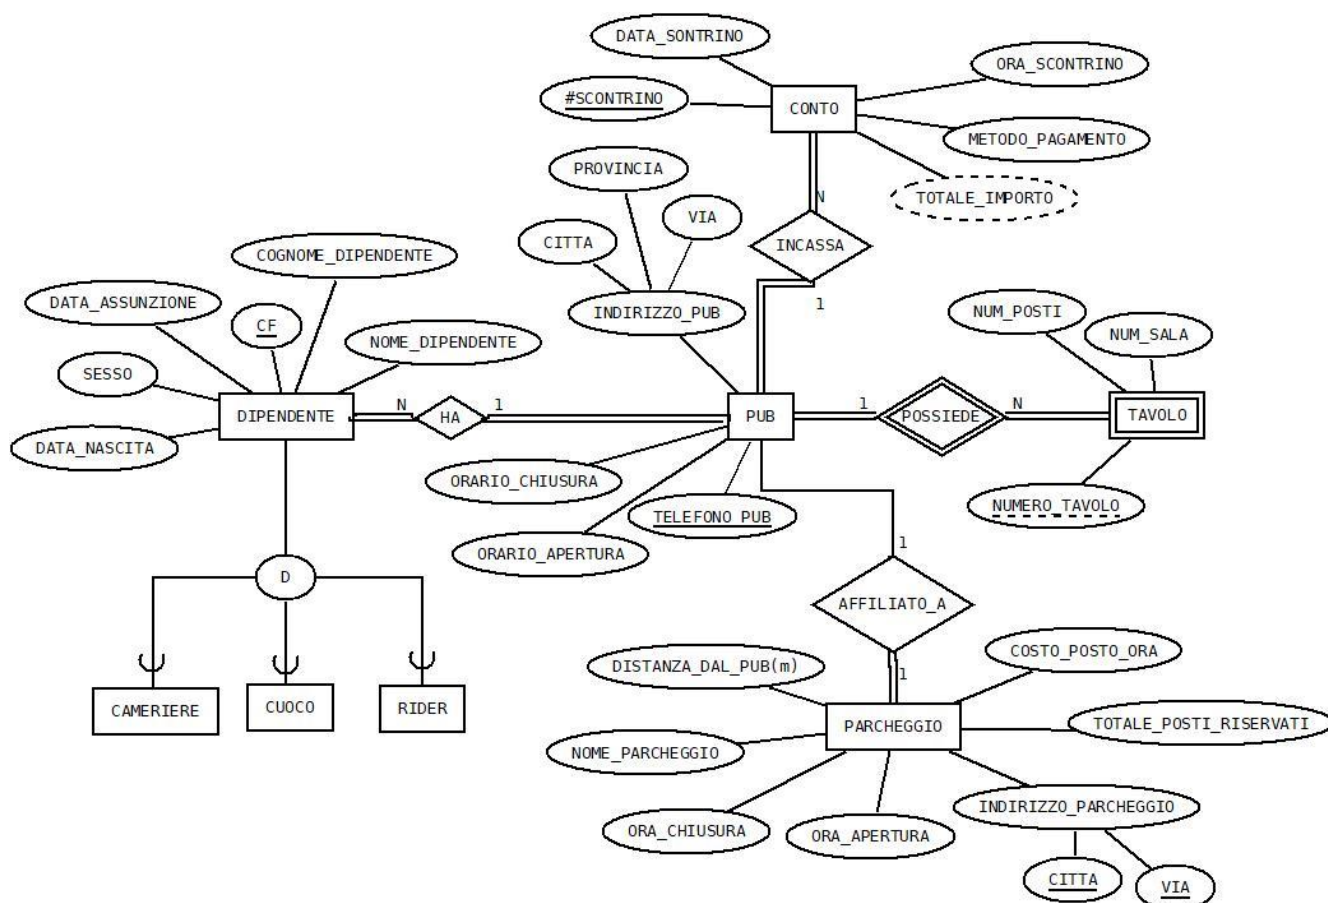 DATA_SONTRINO
ORA_SCONTRINO
#SCONTRINO
CONTO
METODO_PAGAMENTO
PROVINCIA
TOTALE_IMPORTO
N
VIA
CITTA
INCASSA
COGNOME_DIPENDENTE
DATA_ASSUNZIONE
1
CF
INDIRIZZO_PUB
NUM_POSTI
NUM_SALA
NOME_DIPENDENTE
SESSO
DIPENDENTE
N
HA
1
PUB
1
POSSIEDE
N
TAVOLO
DATA_NASCITA
ORARIO_CHIUSURA
NUMERO_TAVOLO
TELEFONO PUB
ORARIO_APERTURA
1
D
AFFILIATO_A
COSTO_POSTO_ORA
DISTANZA_DAL_PUB(m)
1
CAMERIERE
CUOCO
RIDER
PARCHEGGIO
TOTALE_POSTI_RISERVATI
NOME_PARCHEGGIO
INDIRIZZO_PARCHEGGIO
ORA_CHIUSURA
ORA_APERTURA
CITTA
VIA